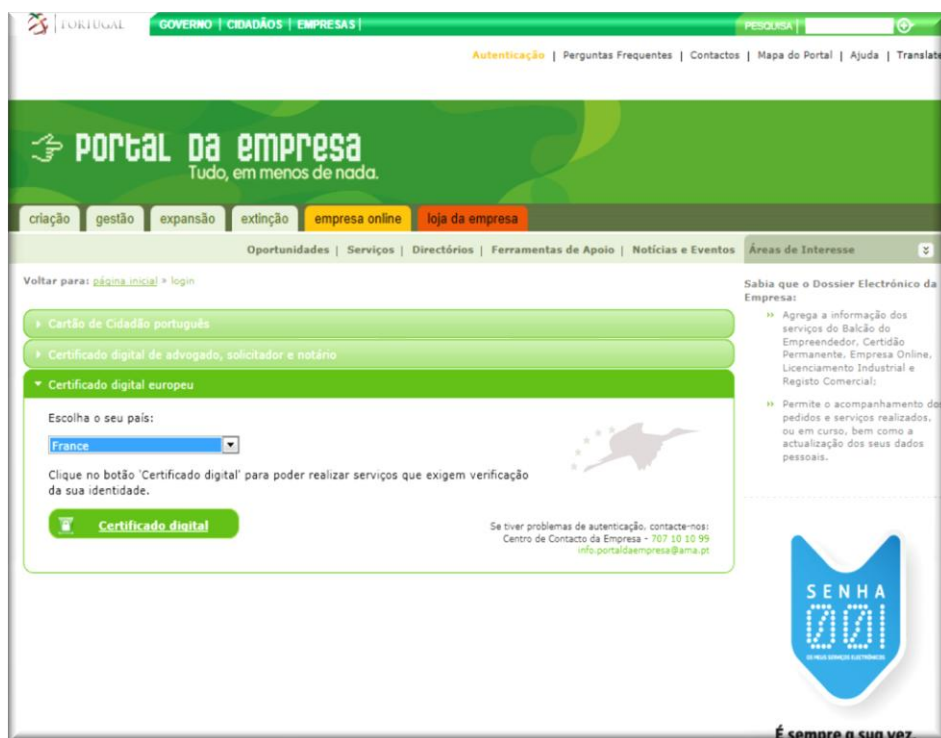 PORTUGAL GOVERNO | CIDADÃOS | EMPRESAS | PESQUISA |
Autenticação | Perguntas Frequentes | Contactos | Mapa do Portal | Ajuda | Translate
PORTAL DA EMPRESA
Tudo, em menos de nada.
criação gestão expansão extinção empresa online loja da empresa
Oportunidades | Serviços | Directórios | Ferramentas de Apoio | Notícias e Eventos Áreas de Interesse
Voltar para: página inicial » login
Cartão de Cidadão português
Certificado digital de advogado, solicitador e notário
Certificado digital europeu
Escolha o seu país:
France
Clique no botão 'Certificado digital' para poder realizar serviços que exigem verificação
da sua identidade.
Certificado digital
Se tiver problemas de autenticação, contacte-nos:
Centro de Contacto da Empresa - 707 10 10 99
info.portaldaempresa@ama.pt
Sabia que o Dossier Electrónico da
Empresa:
» Agrega a informação dos
serviços do Balcão do
Empreendedor, Certidão
Permanente, Empresa Online,
Licenciamento Industrial e
Registo Comercial;
» Permite o acompanhamento dos
pedidos e serviços realizados,
ou em curso, bem como a
actualização dos seus dados
pessoais.
SENHA
001
OS MEUS SERVIÇOS ELECTRÓNICOS
É sempre a sua vez.